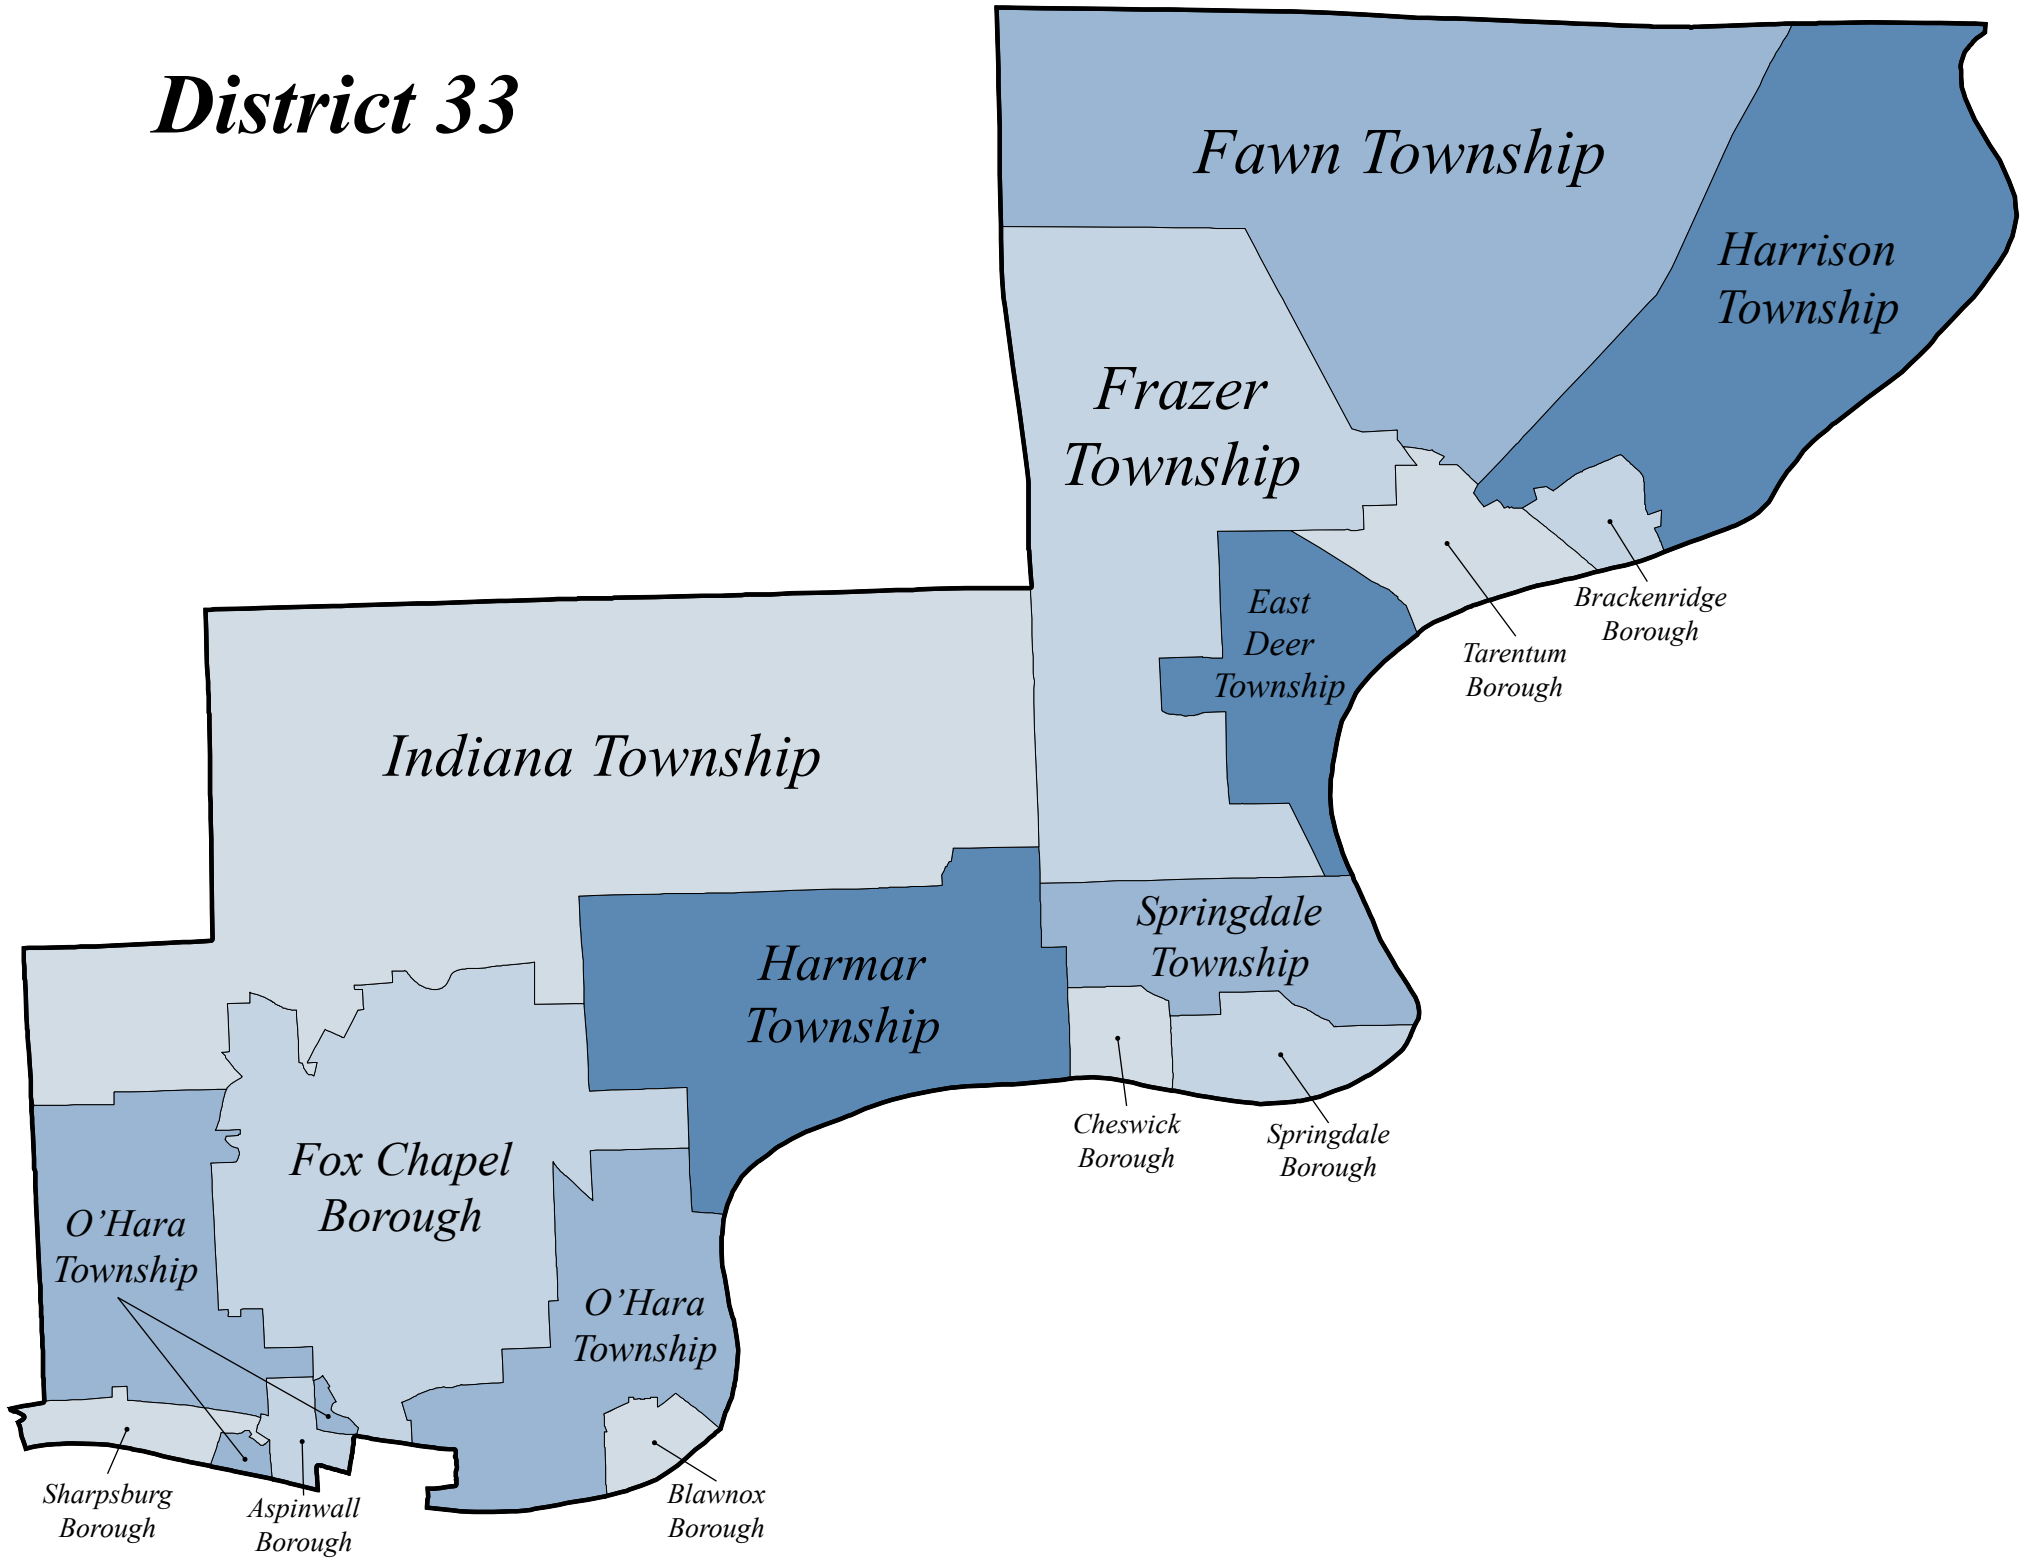 District 33
Fawn Township
Harrison
Township
Frazer
Township
East
Deer
Township
Brackenridge
Borough
Tarentum
Borough
Indiana Township
Springdale
Township
Harmar
Township
Cheswick
Borough
Springdale
Borough
Fox Chapel
Borough
O’Hara
Township
O’Hara
Township
Sharpsburg
Borough
Aspinwall
Borough
Blawnox
Borough